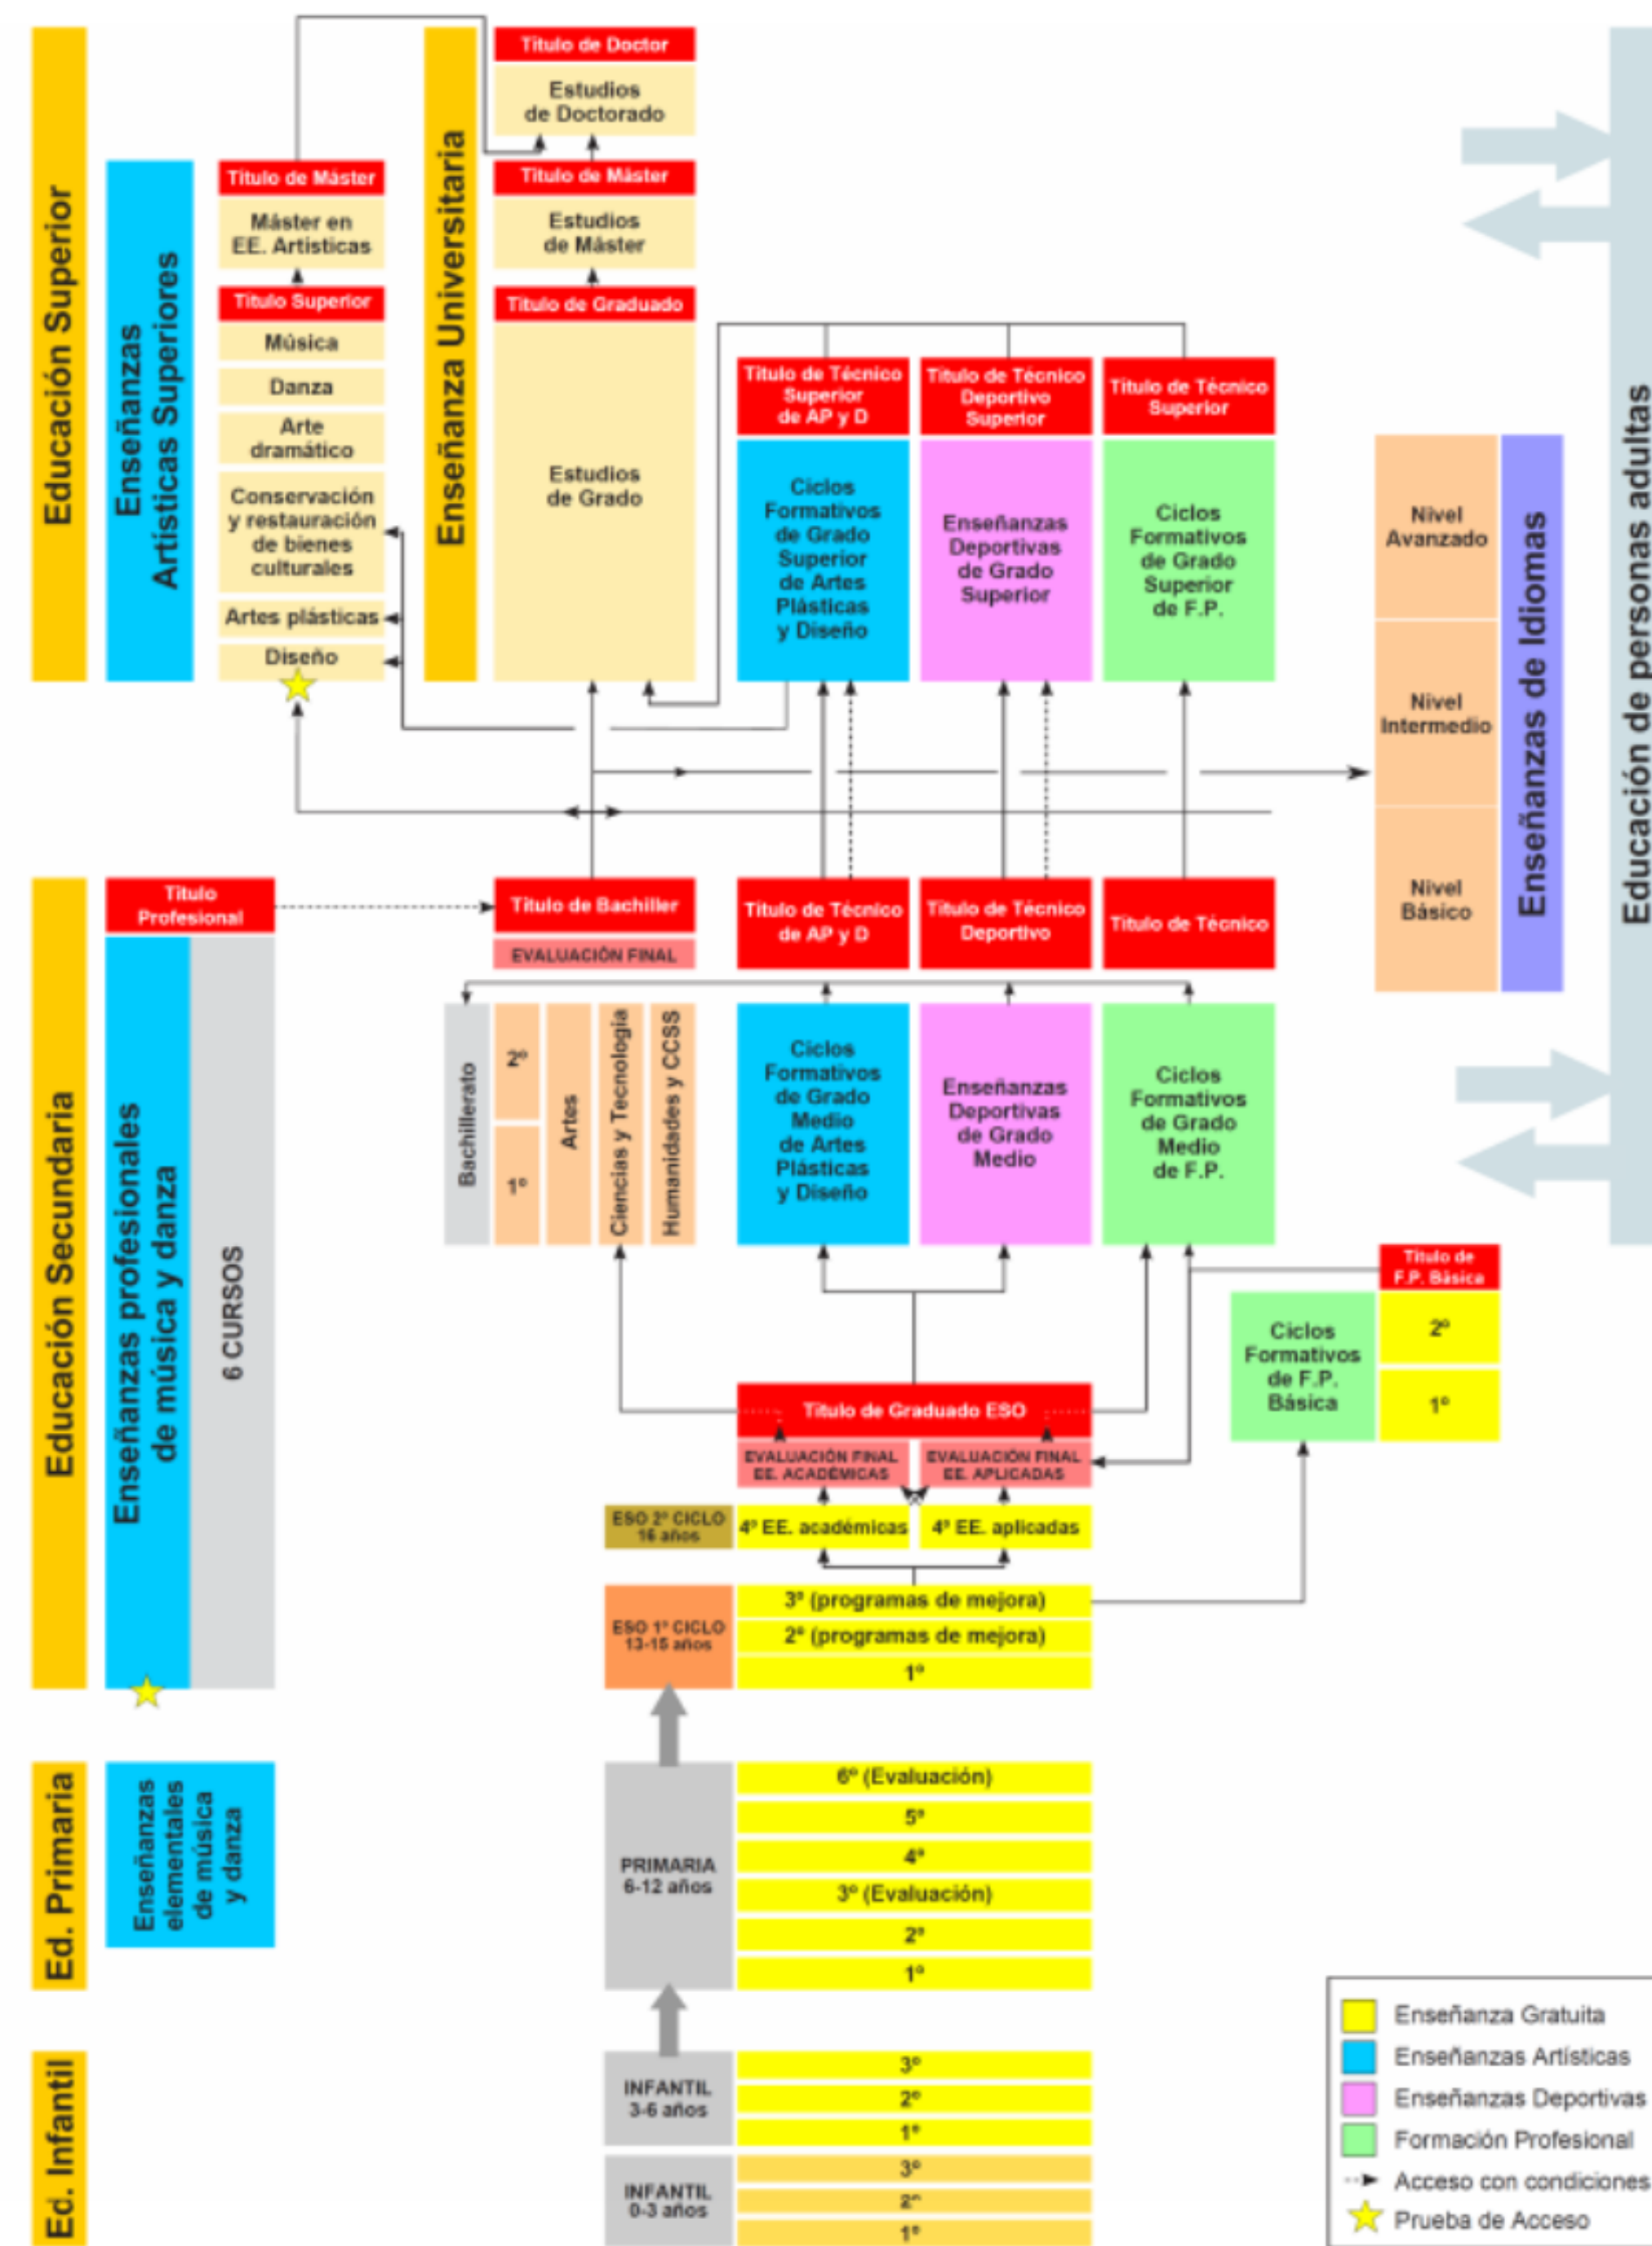 Educación Superior
Enseñanzas
Artísticas Superiores
Título de Máster
Máster en
EE. Artísticas
Título Superior
Música
Danza
Arte
dramático
Conservación
y restauración
de bienes
culturales
Artes plásticas
Diseño
Enseñanza Universitaria
Título de Doctor
Estudios
de Doctorado
Título de Máster
Estudios
de Máster
Título de Graduado
Estudios
de Grado
Título de Técnico
Superior
de AP y D
Ciclos
Formativos
de Grado
Superior
de Artes
Plásticas
y Diseño
Título de Técnico
Deportivo
Superior
Enseñanzas
Deportivas
de Grado
Superior
Título de Técnico
Superior
Ciclos
Formativos
de Grado
Superior
de F.P.
Nivel
Avanzado
Nivel
Intermedio
Nivel
Básico
Enseñanzas de Idiomas
Educación de personas adultas
Educación Secundaria
Título
Profesional
Enseñanzas profesionales
de música y danza
6 CURSOS
Título de Bachiller
EVALUACIÓN FINAL
Bachillerato
2º
1º
Artes
Ciencias y Tecnología
Humanidades y CCSS
Título de Técnico
de AP y D
Ciclos
Formativos
de Grado
Medio
de Artes
Plásticas
y Diseño
Título de Técnico
Deportivo
Enseñanzas
Deportivas
de Grado
Medio
Título de Técnico
Ciclos
Formativos
de Grado
Medio
de F.P.
Título de
F.P. Básica
Ciclos
Formativos
de F.P.
Básica
2º
1º
Título de Graduado ESO
EVALUACIÓN FINAL
EE. ACADÉMICAS
EVALUACIÓN FINAL
EE. APLICADAS
ESO 2º CICLO
16 años
4º EE. académicas
4º EE. aplicadas
ESO 1º CICLO
13-15 años
3º (programas de mejora)
2º (programas de mejora)
1º
Ed. Primaria
Enseñanzas
elementales
de música
y danza
PRIMARIA
6-12 años
6º (Evaluación)
5º
4º
3º (Evaluación)
2º
1º
Ed. Infantil
INFANTIL
3-6 años
3º
2º
1º
INFANTIL
0-3 años
3º
2º
1º
Enseñanza Gratuita
Enseñanzas Artísticas
Enseñanzas Deportivas
Formación Profesional
Acceso con condiciones
Prueba de Acceso